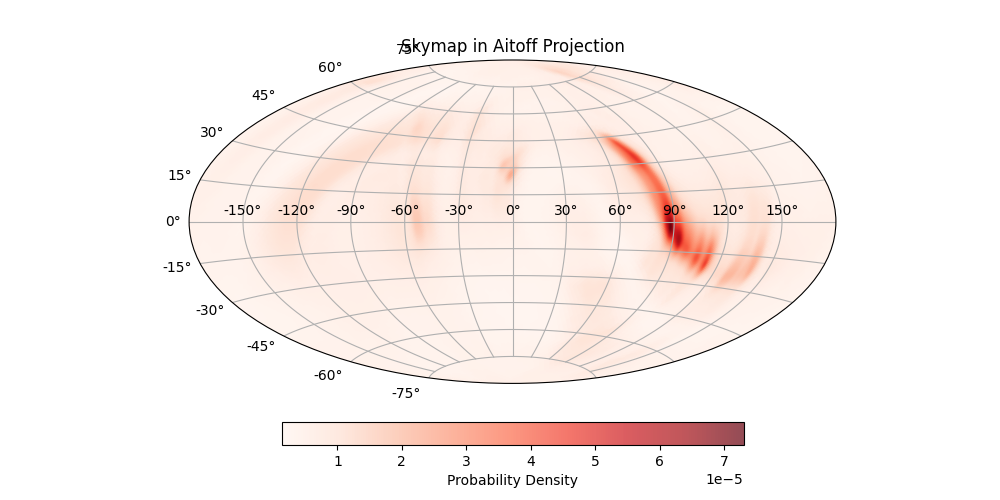 75°
Skymap in Aitoff Projection
60°
45°
30°
15°
-150° -120° -90° -60° -30° 0° 30° 60° 90° 120° 150°
0°
-15°
-30°
-45°
-60°
-75°
1 2 3 4 5 6 7
1e−5
Probability Density